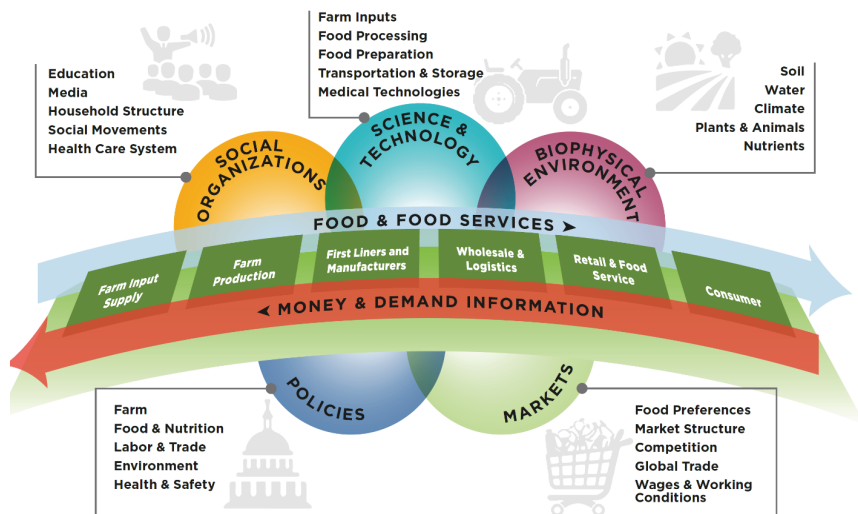 Farm Inputs
Food Processing
Food Preparation
Transportation & Storage
Medical Technologies
Education
Media
Household Structure
Social Movements
Health Care System
Soil
Water
Climate
Plants & Animals
Nutrients
SOCIAL
ORGANIZATIONS
SCIENCE &
TECHNOLOGY
BIOPHYSICAL
ENVIRONMENT
FOOD & FOOD SERVICES ➤
Farm Input
Supply
Farm
Production
First Liners and
Manufacturers
Wholesale &
Logistics
Retail & Food
Service
Consumer
➤ MONEY & DEMAND INFORMATION
POLICIES
MARKETS
Farm
Food & Nutrition
Labor & Trade
Environment
Health & Safety
Food Preferences
Market Structure
Competition
Global Trade
Wages & Working
Conditions